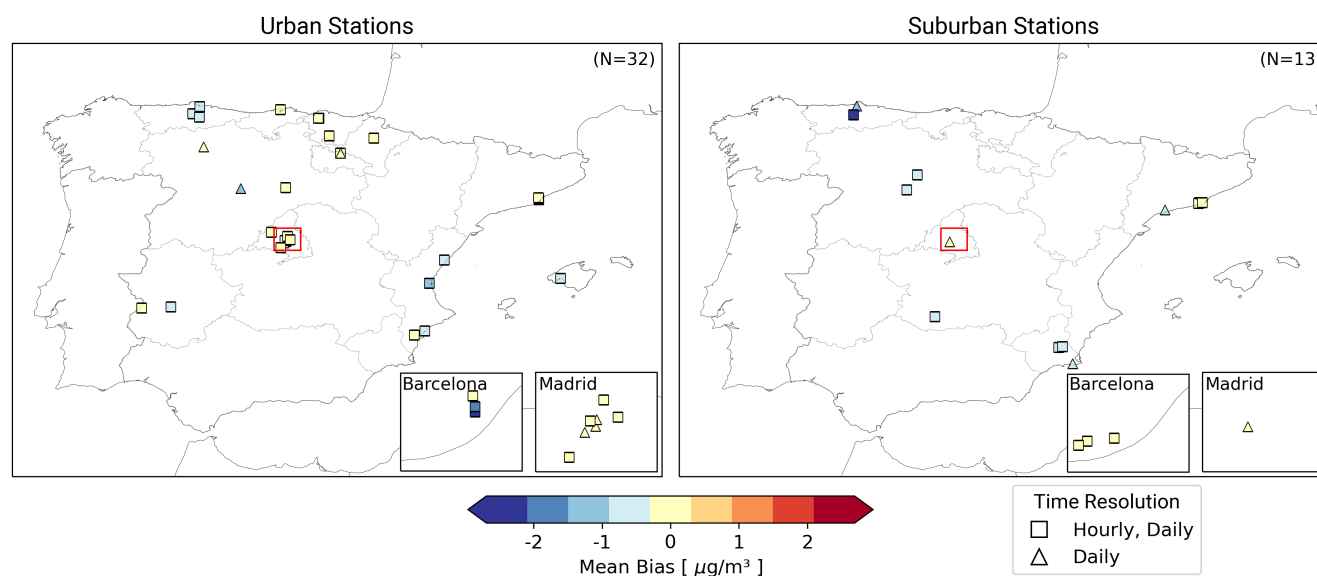 Urban Stations
Suburban Stations
(N=32)
(N=13
Barcelona
Madrid
Barcelona
Madrid
-2 -1 0 1 2
Mean Bias [ μg/m³ ]
Time Resolution
Hourly, Daily
Daily